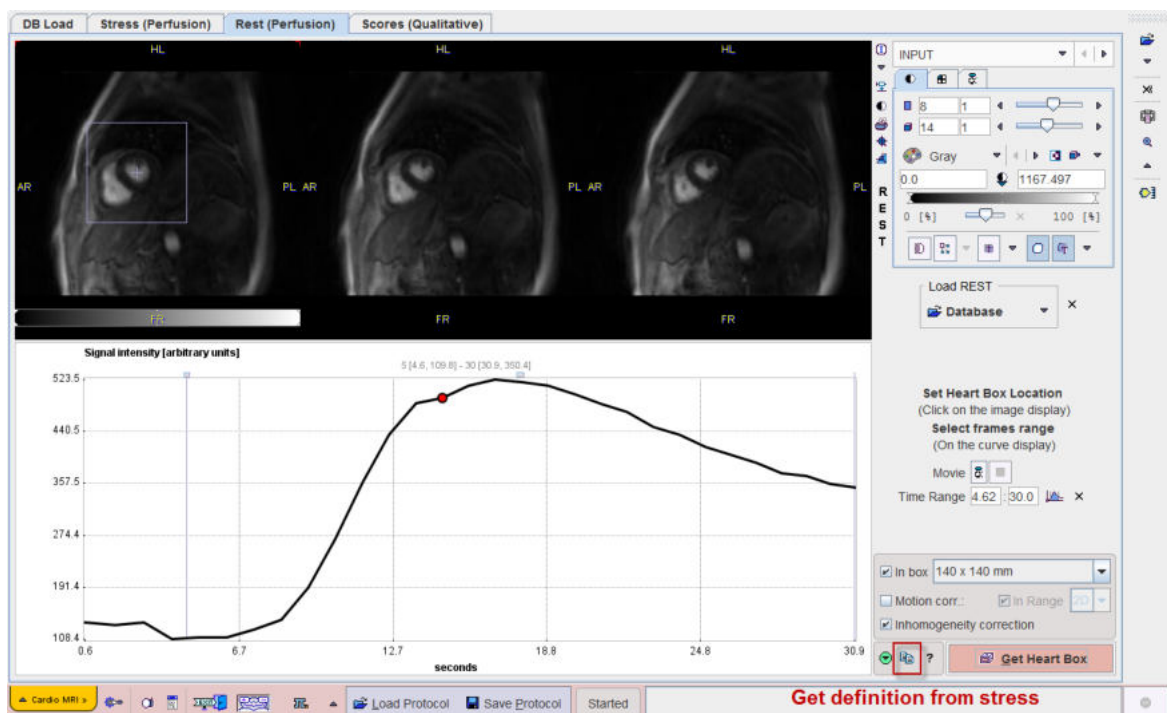 DB Load
Stress (Perfusion)
Rest (Perfusion)
Scores (Qualitative)
HL
HL
HL
AR
PL AR
PL AR
PL
FR
FR
FR
REST
INPUT
8 1
14 1
Gray
0.0 1167.497
0 [%] 100 [%]
Load REST
Database
Set Heart Box Location
(Click on the image display)
Select frames range
(On the curve display)
Movie
Time Range 4.62 : 30.0
In box 140 x 140 mm
Motion corr.: In Range 2D
Inhomogeneity correction
? Get Heart Box
Signal intensity [arbitrary units]
5 [4.6, 109.8] - 30 [30.9, 350.4]
523.5
440.5
357.5
274.4
191.4
108.4
0.6 6.7 12.7 18.8 24.8 30.9
seconds
Cardio MRI
Load Protocol
Save Protocol
Started
Get definition from stress